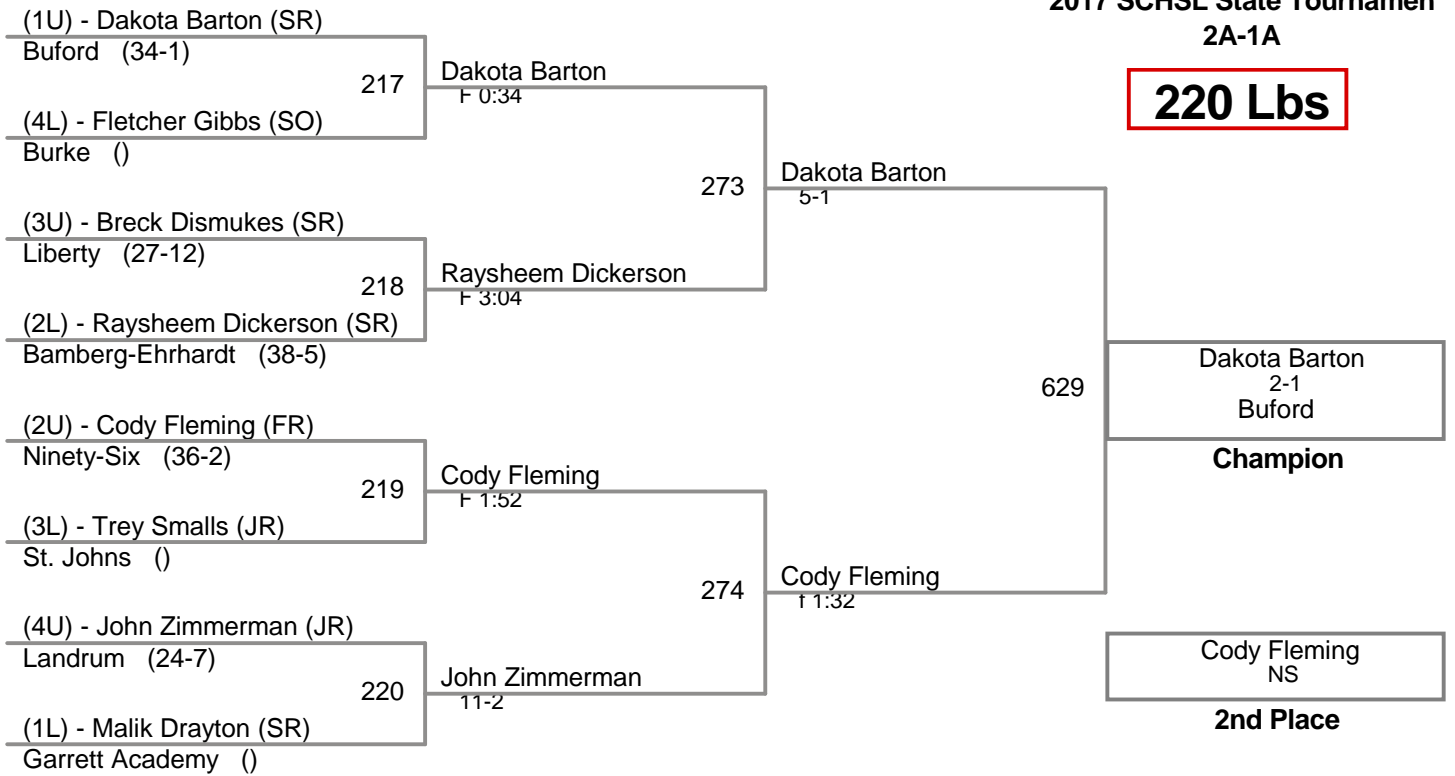 2017 SCHSL State Tournamen
2A-1A
220 Lbs
(1U) - Dakota Barton (SR)
Buford (34-1)
217
(4L) - Fletcher Gibbs (SO)
Burke ()
(3U) - Breck Dismukes (SR)
Liberty (27-12)
218
(2L) - Raysheem Dickerson (SR)
Bamberg-Ehrhardt (38-5)
(2U) - Cody Fleming (FR)
Ninety-Six (36-2)
219
(3L) - Trey Smalls (JR)
St. Johns ()
(4U) - John Zimmerman (JR)
Landrum (24-7)
220
(1L) - Malik Drayton (SR)
Garrett Academy ()
Dakota Barton
F 0:34
273
Raysheem Dickerson
F 3:04
Cody Fleming
F 1:52
274
John Zimmerman
11-2
Dakota Barton
5-1
629
Cody Fleming
f 1:32
Dakota Barton
2-1
Buford
Champion
Cody Fleming
NS
2nd Place